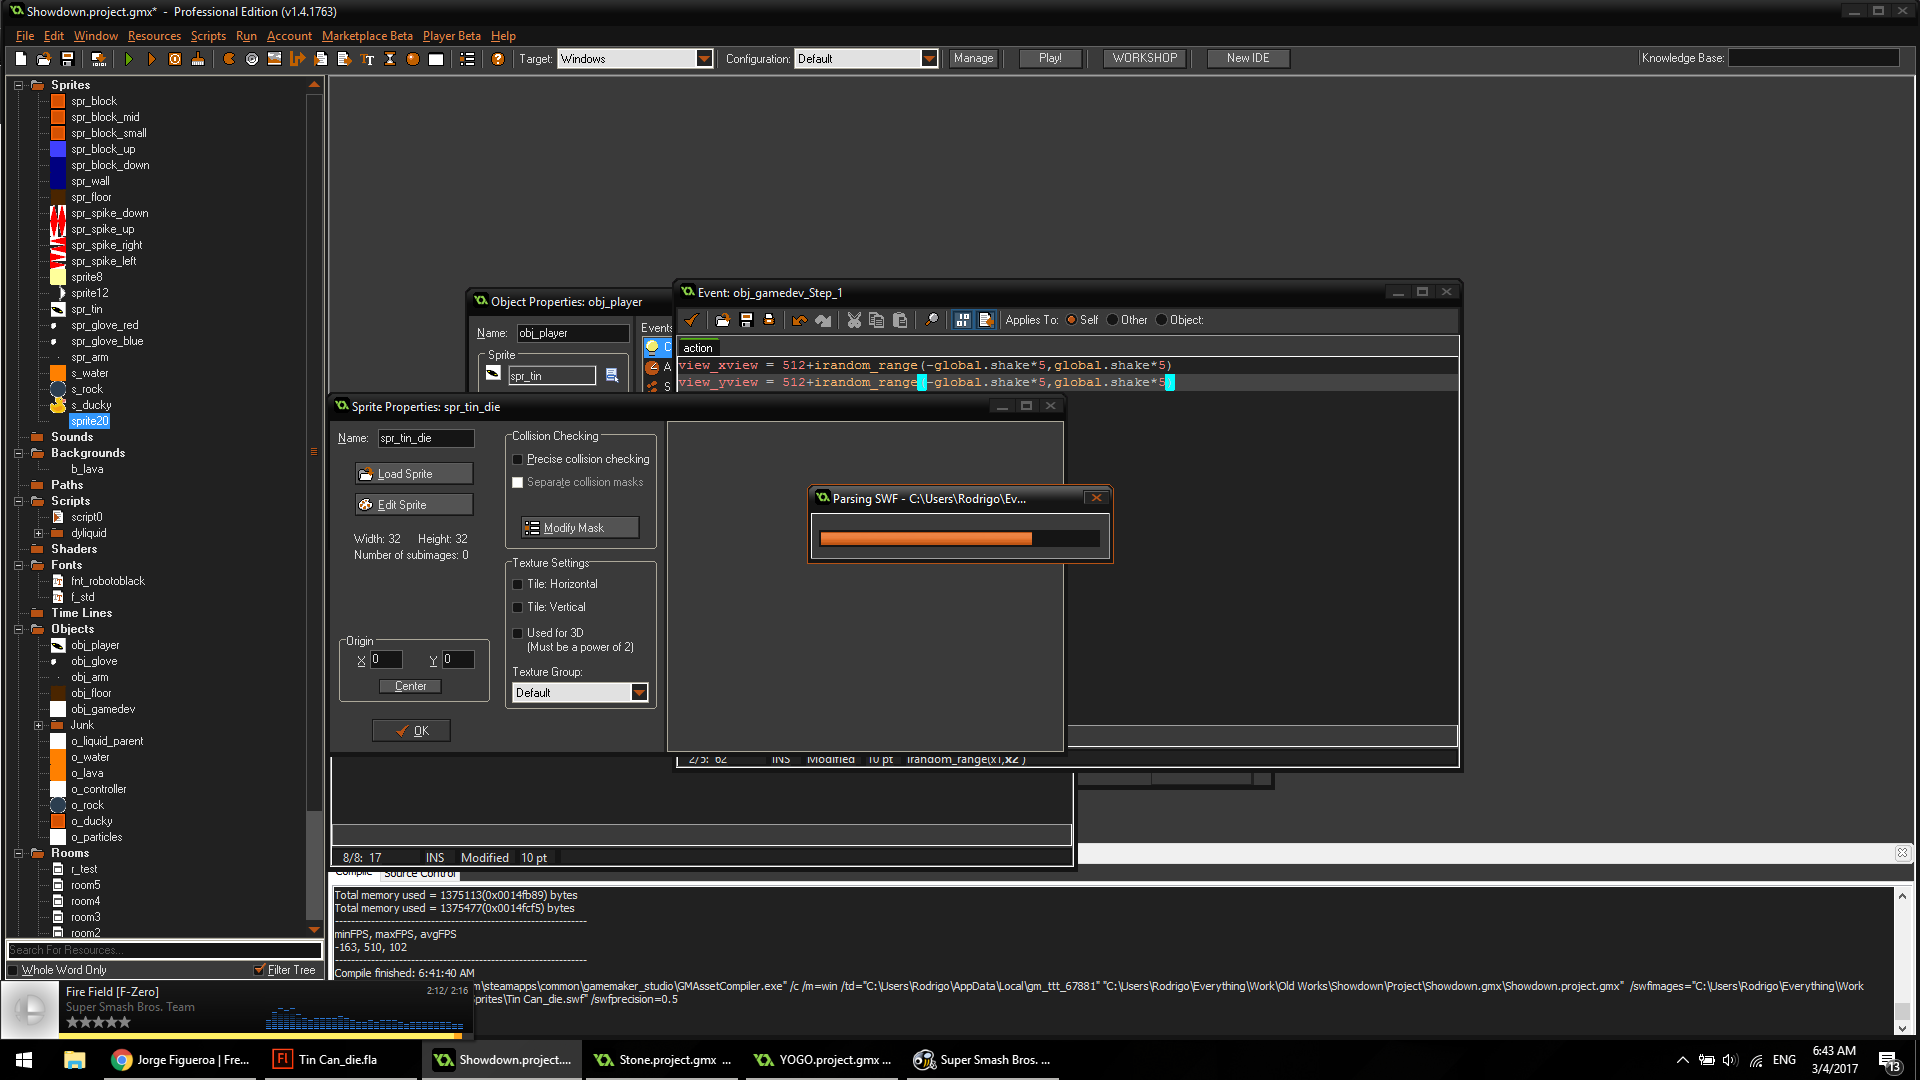 Showdown.project.gmx* - Professional Edition (v1.4.1763)
File Edit Window Resources Scripts Run Account Marketplace Beta Player Beta Help
Target: Windows Configuration: Default Manage Play! WORKSHOP New IDE Knowledge Base:
Sprites
spr_block
spr_block_mid
spr_block_small
spr_block_up
spr_block_down
spr_wall
spr_floor
spr_spike_down
spr_spike_up
spr_spike_right
spr_spike_left
sprite8
sprite12
spr_tin
spr_glove_red
spr_glove_blue
spr_arm
s_water
s_rock
s_ducky
sprite20
Sounds
Backgrounds
b_lava
Paths
Scripts
script0
dyliquid
Shaders
Fonts
fnt_robotoblack
f_std
Time Lines
Objects
obj_player
obj_glove
obj_arm
obj_floor
obj_gamedev
Junk
o_liquid_parent
o_water
o_lava
o_controller
o_rock
o_ducky
o_particles
Rooms
r_test
room5
room4
room3
room2
Search For Resources...
Whole Word Only Filter Tree
Object Properties: obj_player
Name: obj_player
Events
Sprite
spr_tin
C
A
S
Event: obj_gamedev_Step_1
Applies To: Self Other Object:
action
view_xview = 512+irandom_range(-global.shake*5,global.shake*5)
view_yview = 512+irandom_range(-global.shake*5,global.shake*5)
2/5: 62 INS Modified 10 pt irandom_range(x1,x2 )
Sprite Properties: spr_tin_die
Name: spr_tin_die
Load Sprite
Edit Sprite
Width: 32 Height: 32
Number of subimages: 0
Origin
X 0 Y 0
Center
OK
Collision Checking
Precise collision checking
Separate collision masks
Modify Mask
Texture Settings
Tile: Horizontal
Tile: Vertical
Used for 3D
(Must be a power of 2)
Texture Group:
Default
Parsing SWF - C:\Users\Rodrigo\Ev...
8/8: 17 INS Modified 10 pt
Compile Source Control
Total memory used = 1375113(0x0014fb89) bytes
Total memory used = 1375477(0x0014fcf5) bytes
minFPS, maxFPS, avgFPS
-163, 510, 102
Compile finished: 6:41:40 AM
m\steamapps\common\gamemaker_studio\GMAssetCompiler.exe" /c /m=win /td="C:\Users\Rodrigo\AppData\Local\gm_ttt_67881" "C:\Users\Rodrigo\Everything\Work\Old Works\Showdown\Project\Showdown.gmx\Showdown.project.gmx" /swfimages="C:\Users\Rodrigo\Everything\Work
Sprites\Tin Can_die.swf" /swfprecision=0.5
Fire Field [F-Zero] 2:12/ 2:16
Super Smash Bros. Team
Jorge Figueroa | Fre... Tin Can_die.fla Showdown.project.... Stone.project.gmx ... YOGO.project.gmx ... Super Smash Bros. ...
ENG
6:43 AM
3/4/2017
13